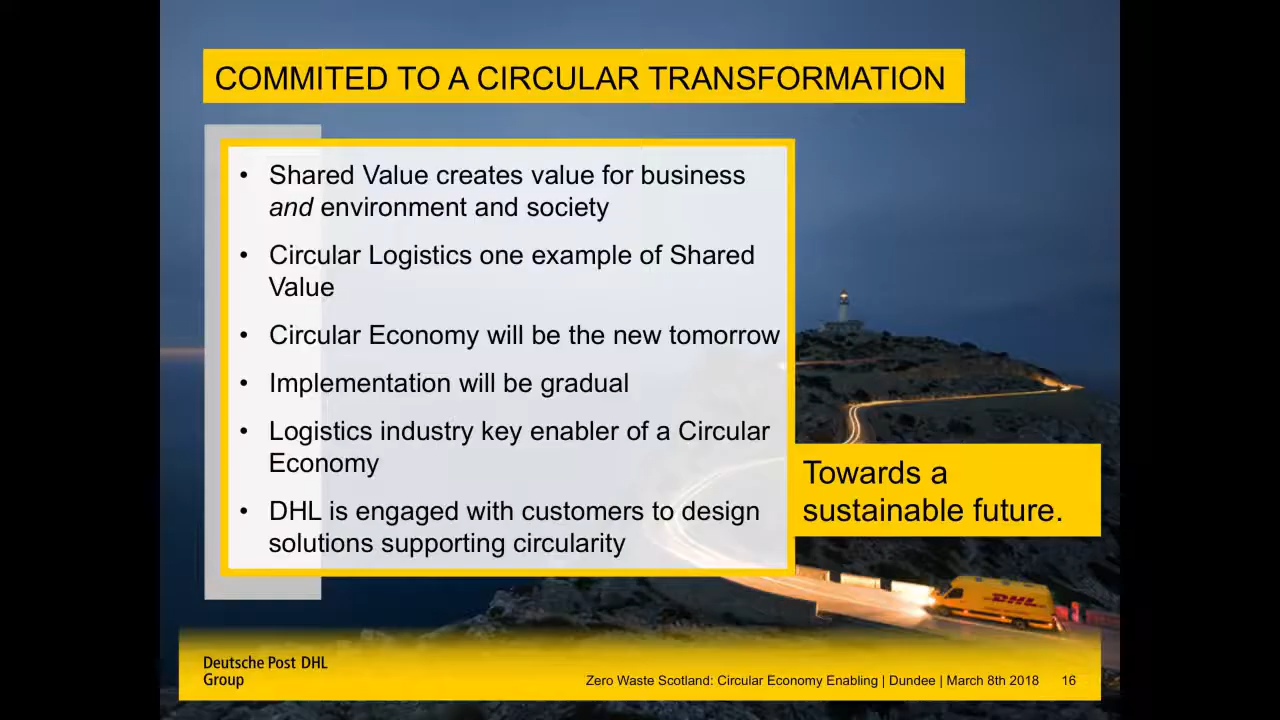 COMMITED TO A CIRCULAR TRANSFORMATION
• Shared Value creates value for business
and environment and society
• Circular Logistics one example of Shared
Value
• Circular Economy will be the new tomorrow
• Implementation will be gradual
• Logistics industry key enabler of a Circular
Economy
• DHL is engaged with customers to design
solutions supporting circularity
Towards a
sustainable future.
DHL
Deutsche Post DHL
Group
Zero Waste Scotland: Circular Economy Enabling | Dundee | March 8th 2018 16